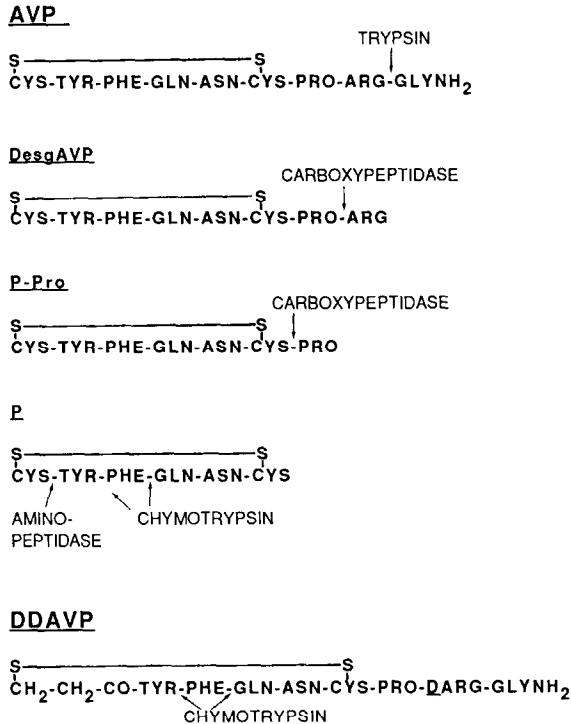 AVP
TRYPSIN
S S
CYS-TYR-PHE-GLN-ASN-CYS-PRO-ARG-GLYNH2
DesgAVP
CARBOXYPEPTIDASE
S S
CYS-TYR-PHE-GLN-ASN-CYS-PRO-ARG
P-Pro
CARBOXYPEPTIDASE
S S
CYS-TYR-PHE-GLN-ASN-CYS-PRO
P
S S
CYS-TYR-PHE-GLN-ASN-CYS
AMINO- CHYMOTRYPSIN
PEPTIDASE
DDAVP
S S
CH2-CH2-CO-TYR-PHE-GLN-ASN-CYS-PRO-DARG-GLYNH2
CHYMOTRYPSIN